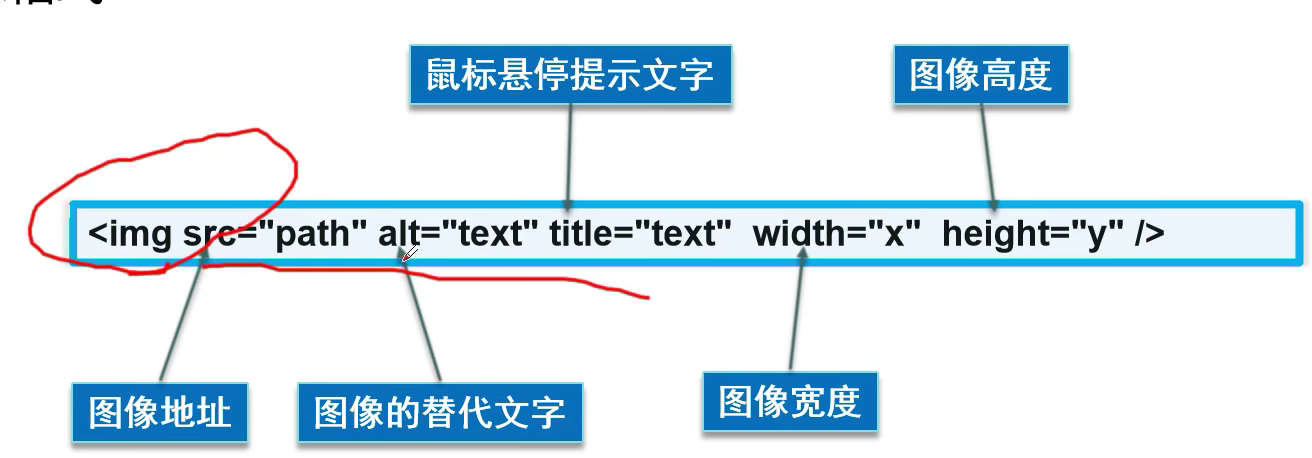 鼠标悬停提示文字
图像高度
<img src="path" alt="text" title="text" width="x" height="y" />
图像地址
图像的替代文字
图像宽度